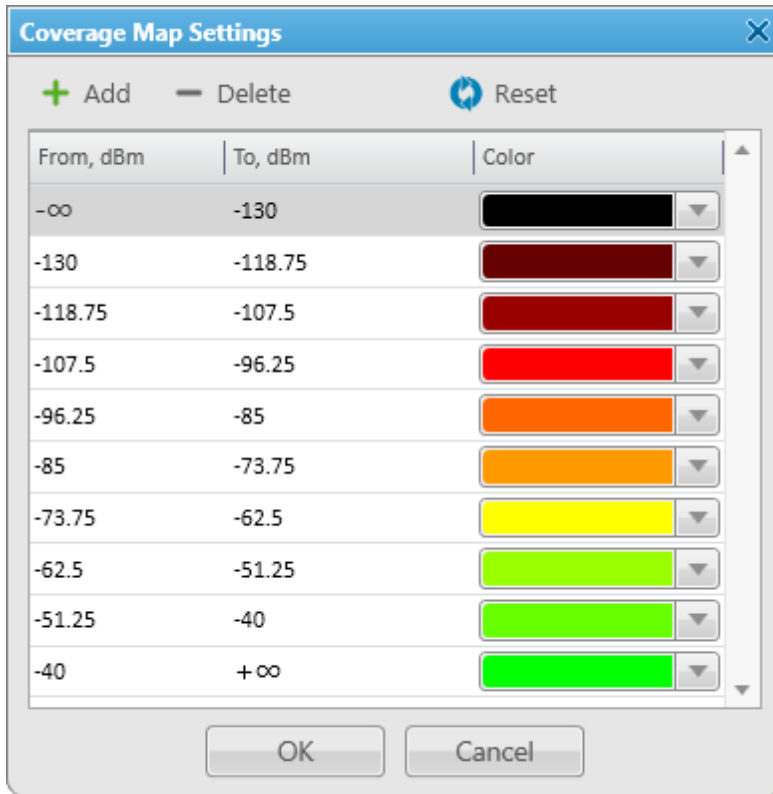 Coverage Map Settings
Add Delete Reset
From, dBm To, dBm Color
-∞ -130
-130 -118.75
-118.75 -107.5
-107.5 -96.25
-96.25 -85
-85 -73.75
-73.75 -62.5
-62.5 -51.25
-51.25 -40
-40 +∞
OK Cancel